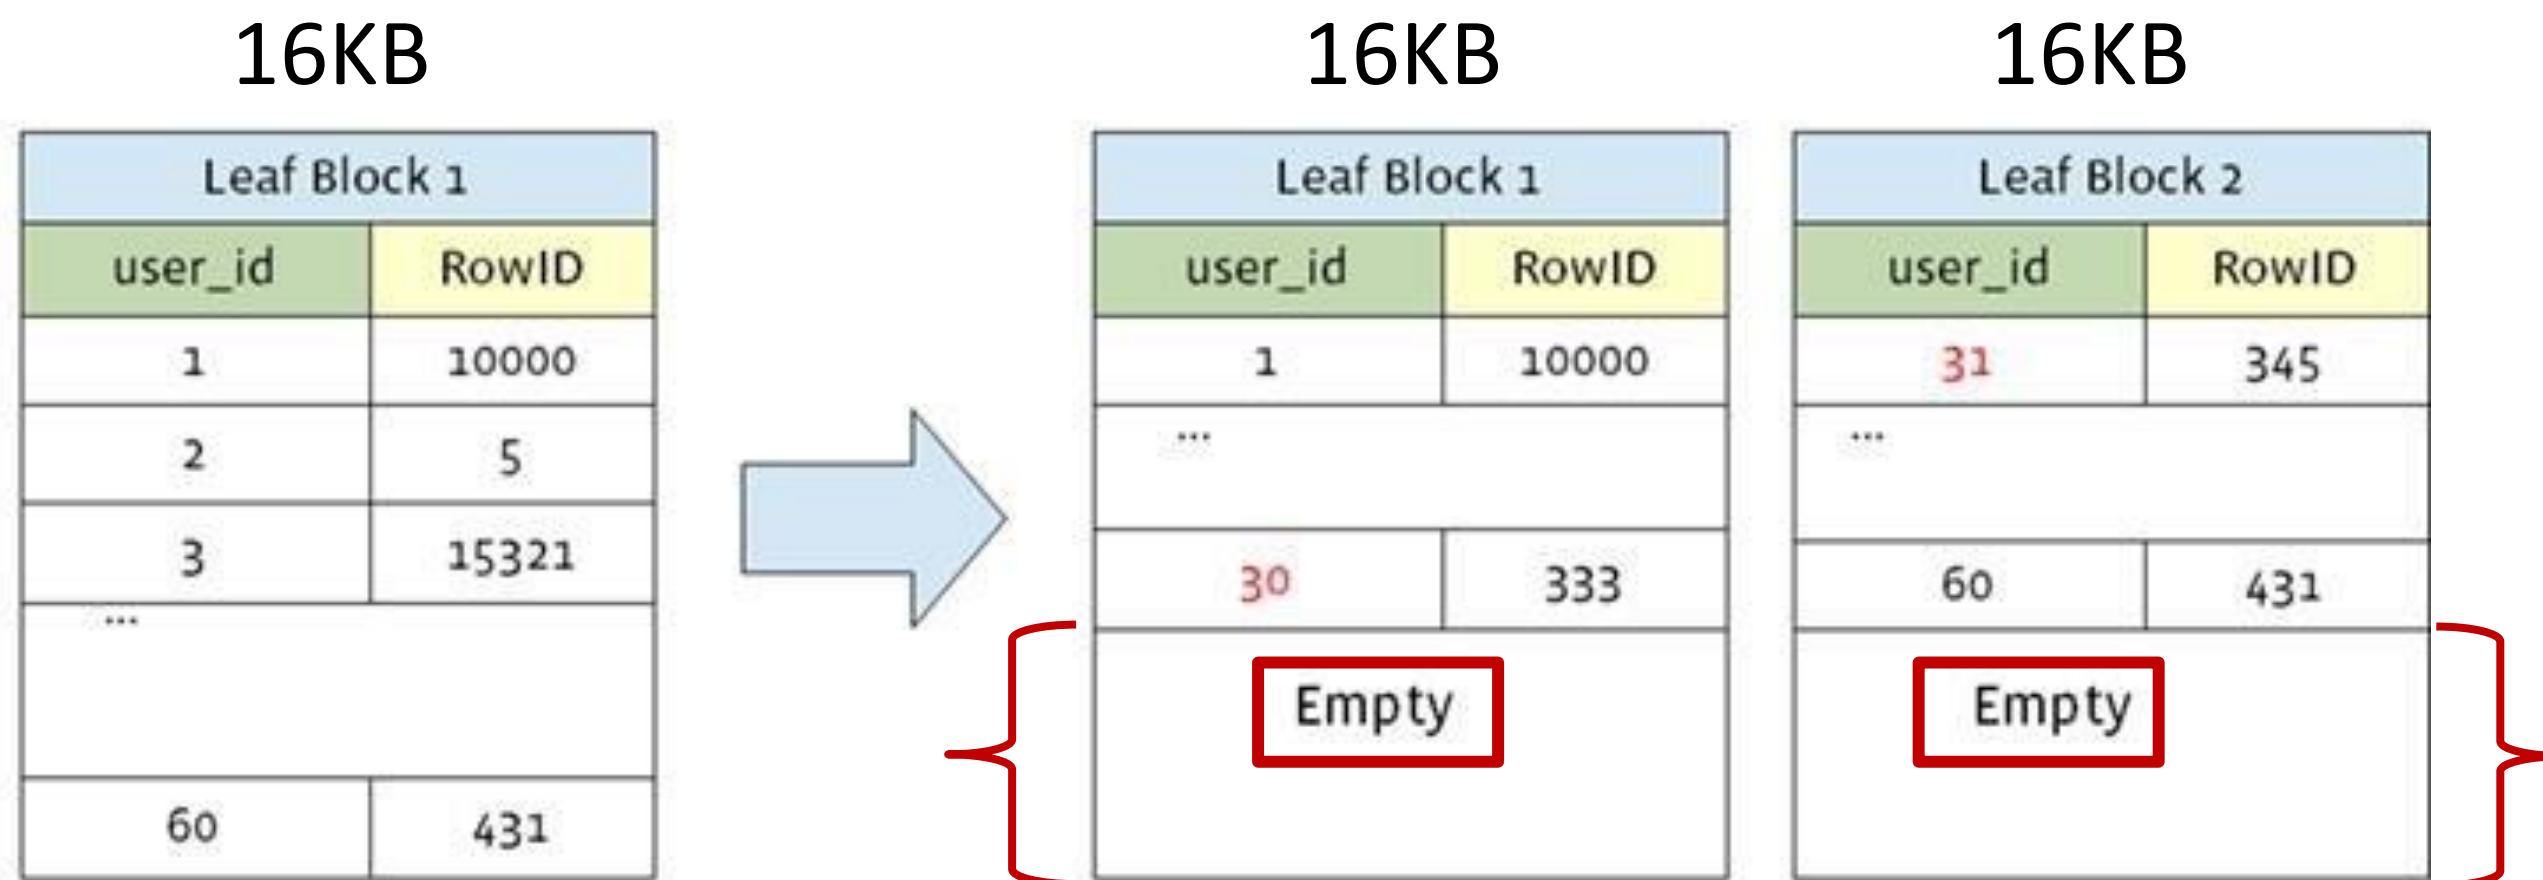 16KB
Leaf Block 1
user_id RowID
1 10000
2 5
3 15321
...
60 431
16KB
Leaf Block 1
user_id RowID
1 10000
...
30 333
Empty
16KB
Leaf Block 2
user_id RowID
31 345
...
60 431
Empty